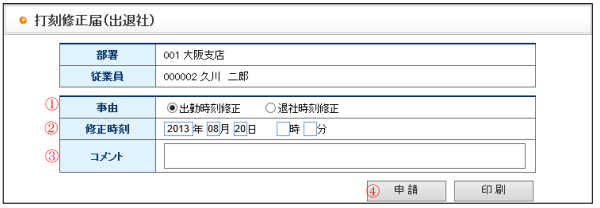 打刻修正届(出退社)
部署 001 大阪支店
従業員 000002 久川 二郎
① 事由 出勤時刻修正 退社時刻修正
② 修正時刻 2013 年 08 月 20 日 時 分
③ コメント
④ 申請 印刷